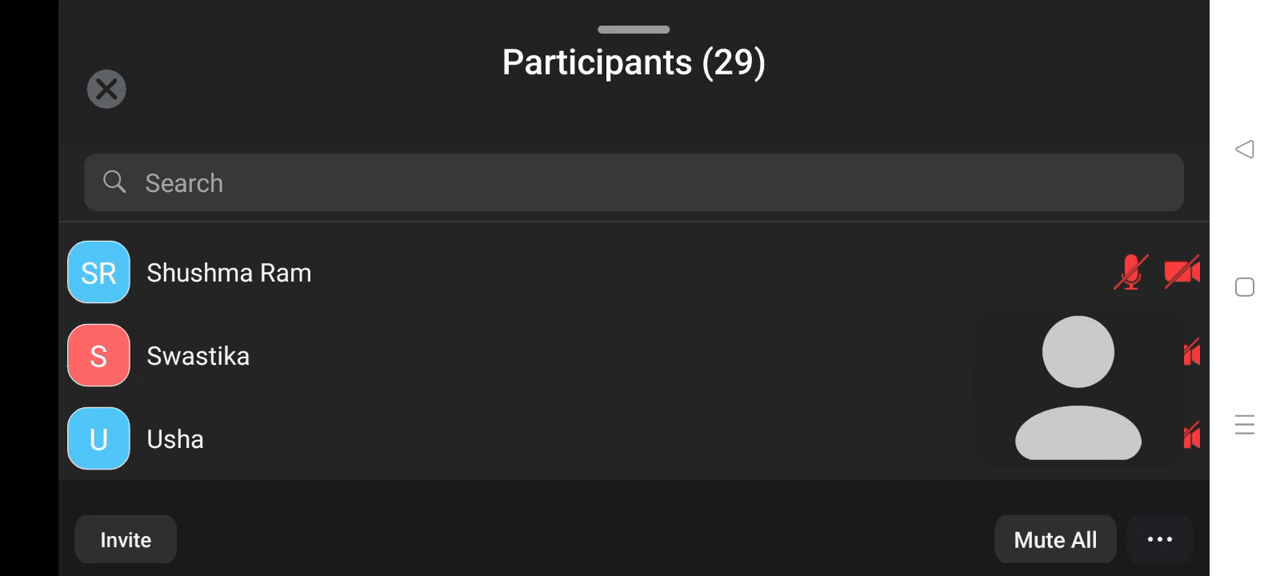 Participants (29)
Search
SR Shushma Ram
S Swastika
U Usha
Invite Mute All